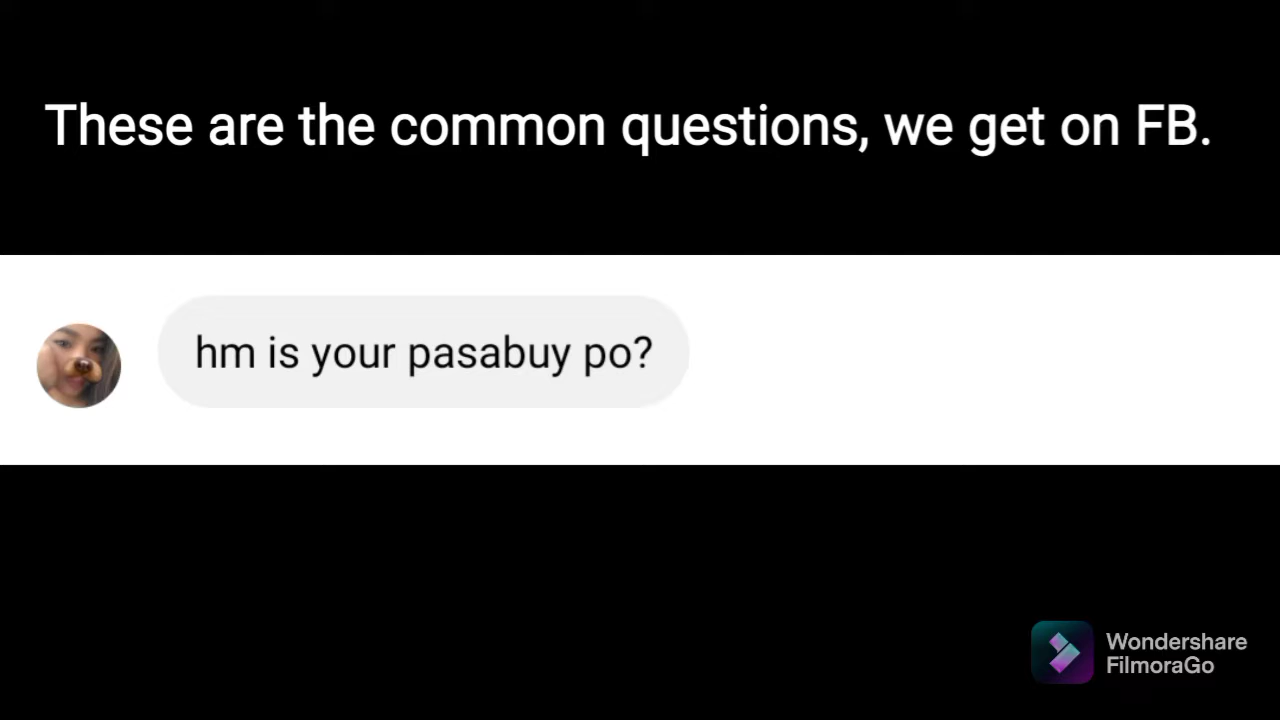 These are the common questions, we get on FB.
hm is your pasabuy po?
Wondershare
FilmoraGo